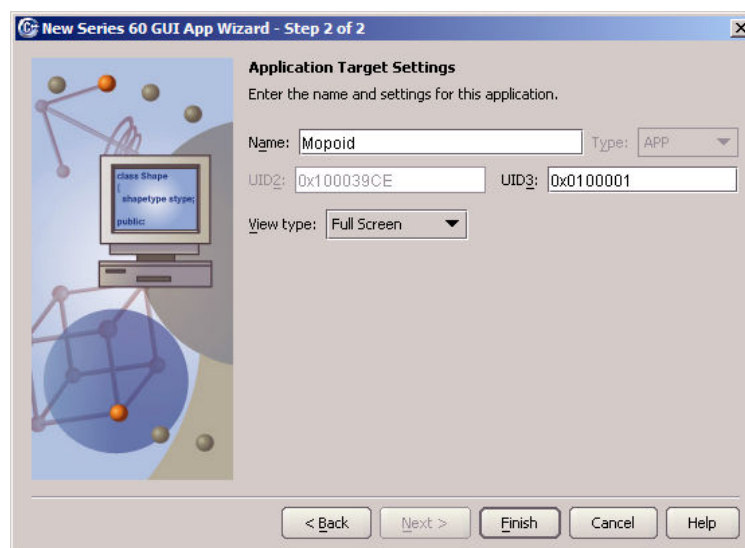 New Series 60 GUI App Wizard - Step 2 of 2
Application Target Settings
Enter the name and settings for this application.
Name: Mopoid Type: APP
UID2: 0x100039CE UID3: 0x0100001
View type: Full Screen
class Shape
{
shapetype stype;
public:
< Back Next > Finish Cancel Help